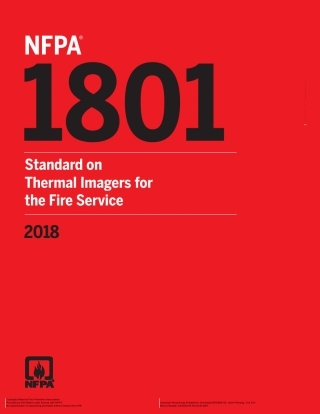 NFPA®
1801
Standard on
Thermal Imagers for
the Fire Service
2018
NFPA®